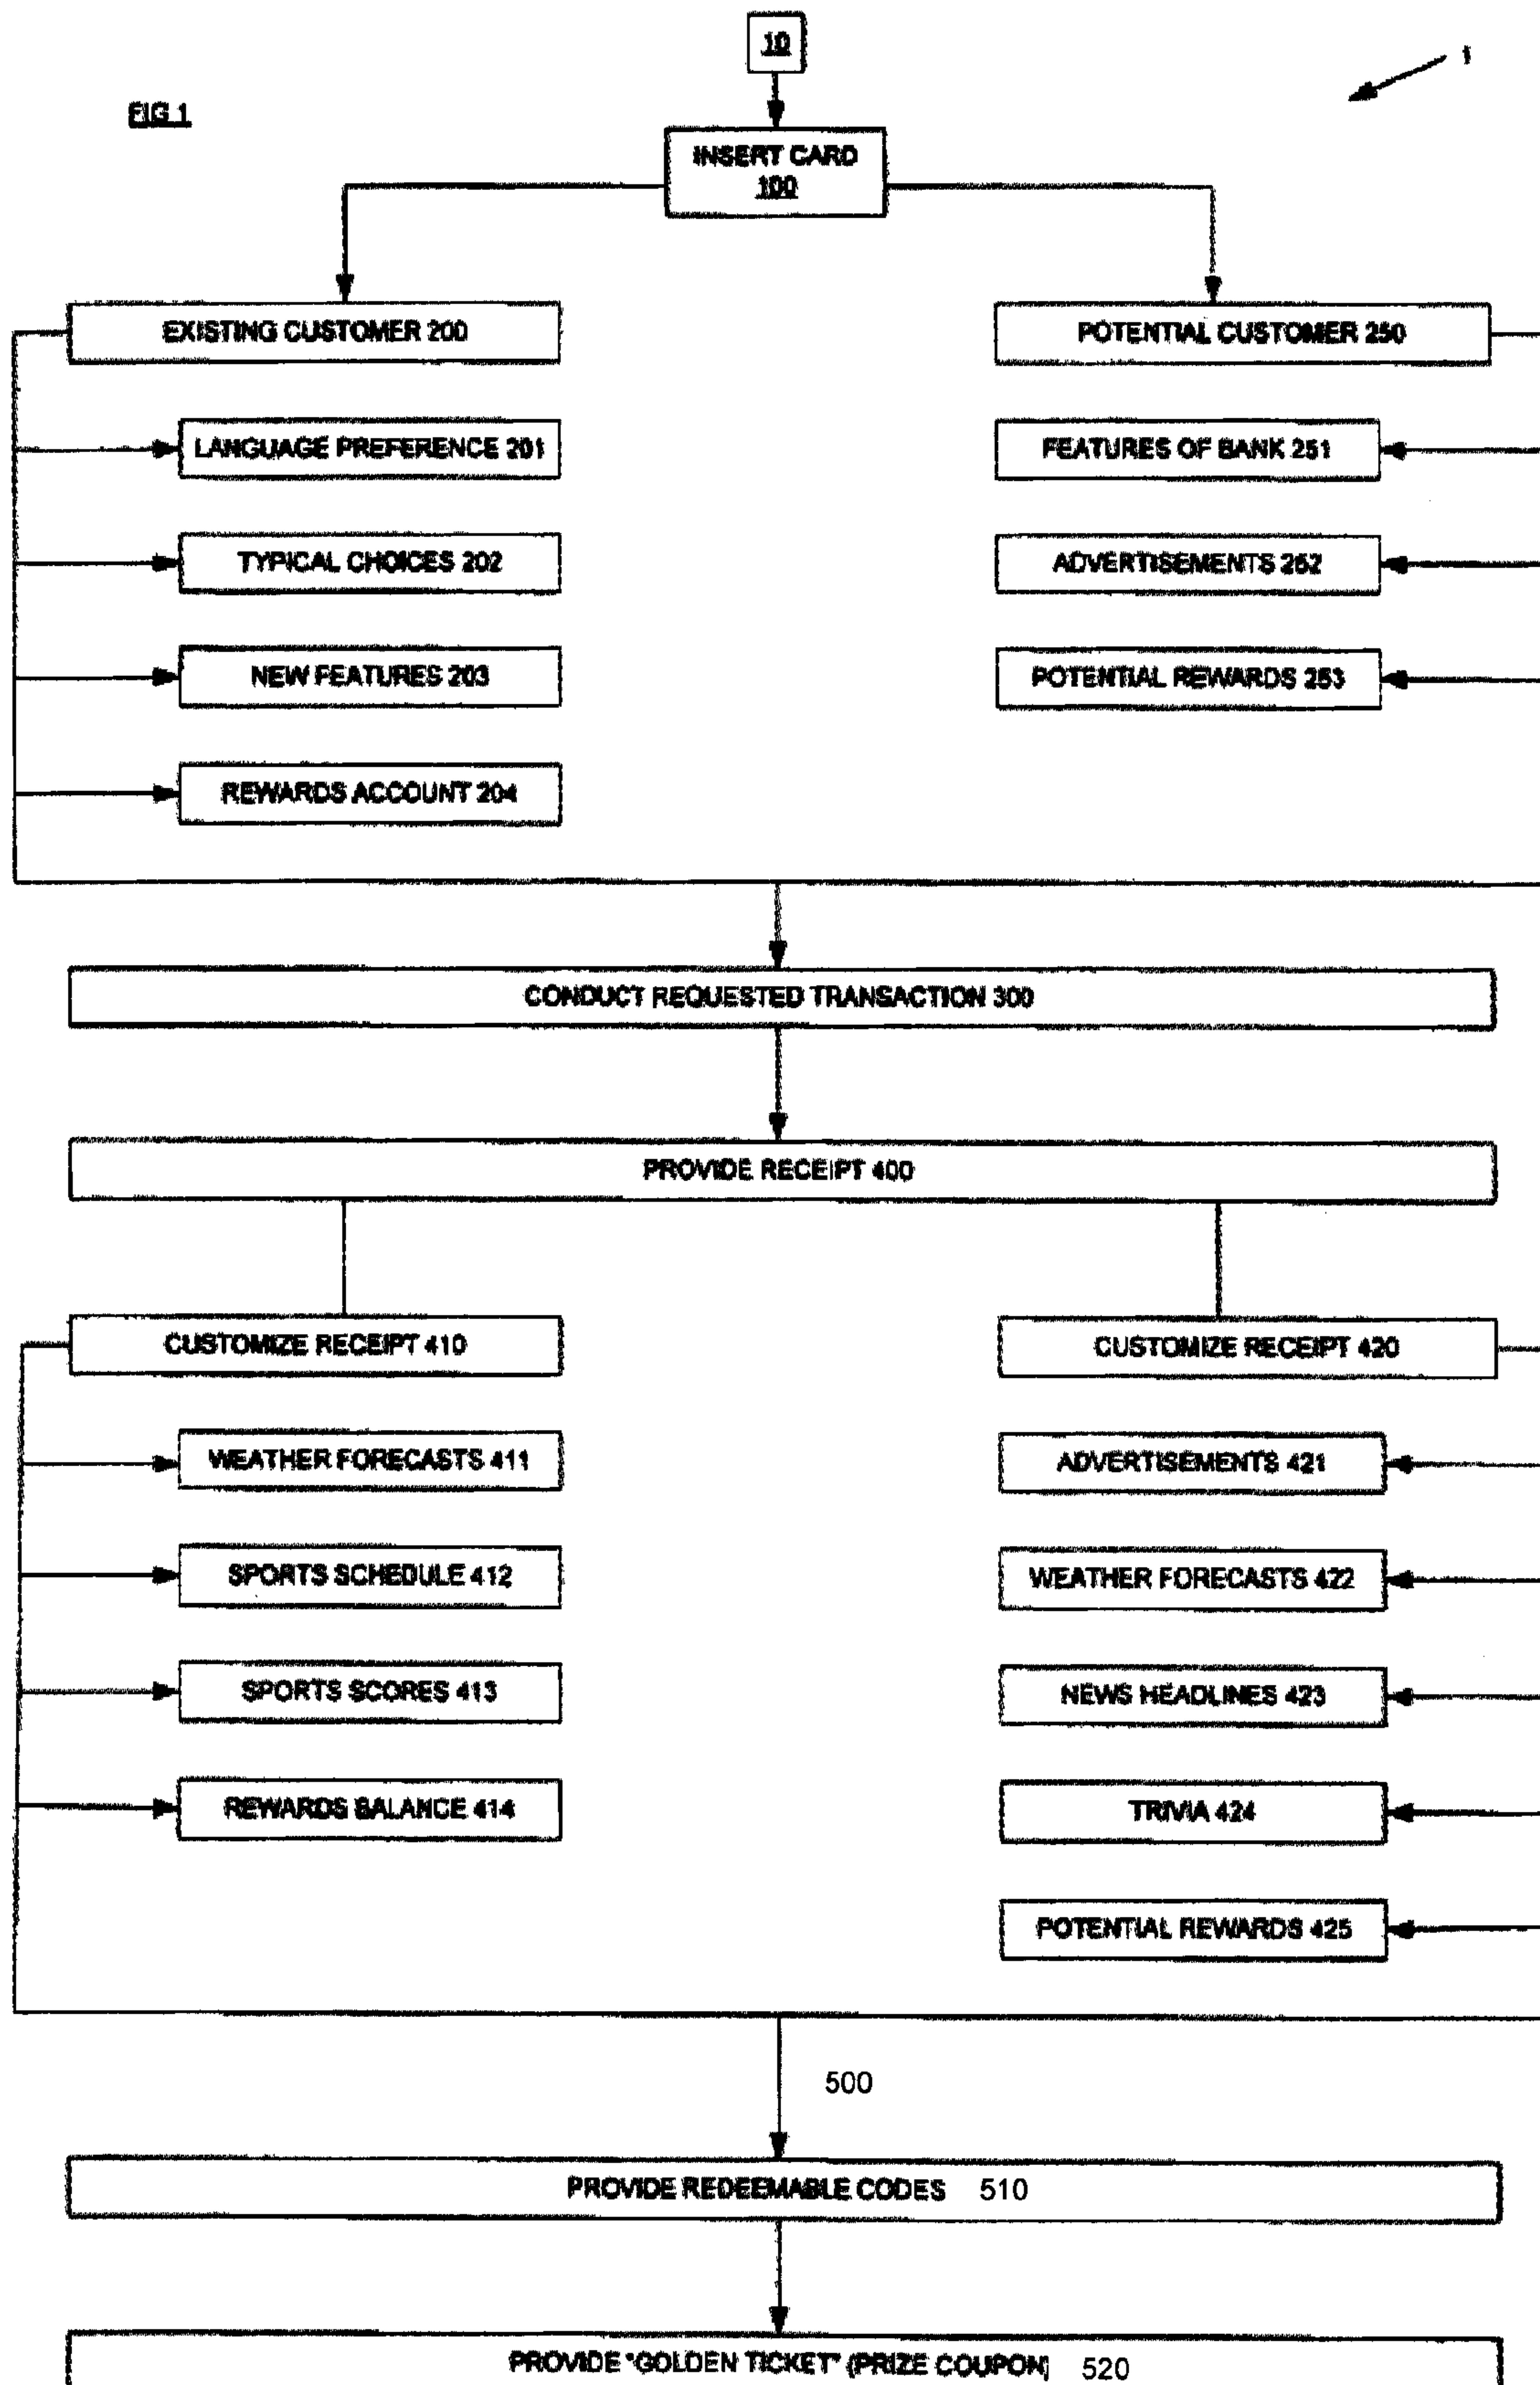 10
1
FIG 1
INSERT CARD
100
EXISTING CUSTOMER 200
POTENTIAL CUSTOMER 250
LANGUAGE PREFERENCE 201
FEATURES OF BANK 251
TYPICAL CHOICES 202
ADVERTISEMENTS 252
NEW FEATURES 203
POTENTIAL REWARDS 253
REWARDS ACCOUNT 204
CONDUCT REQUESTED TRANSACTION 300
PROVIDE RECEIPT 400
CUSTOMIZE RECEIPT 410
CUSTOMIZE RECEIPT 420
WEATHER FORECASTS 411
ADVERTISEMENTS 421
SPORTS SCHEDULE 412
WEATHER FORECASTS 422
SPORTS SCORES 413
NEWS HEADLINES 423
REWARDS BALANCE 414
TRIVIA 424
POTENTIAL REWARDS 425
500
PROVIDE REDEEMABLE CODES 510
PROVIDE "GOLDEN TICKET" (PRIZE COUPON) 520